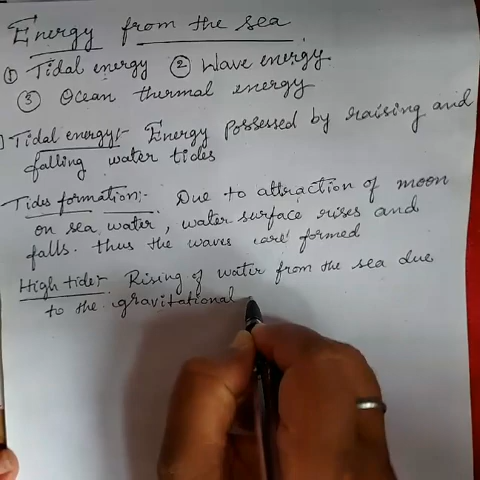 Energy from the sea
① Tidal energy ② Wave energy
③ Ocean thermal energy
Tidal energy:- Energy Possessed by raising and
falling water tides
Tides formation:- Due to attraction of moon
on sea water, water surface rises and
falls. thus the waves are formed
High tide:- Rising of water from the sea due
to the gravitational